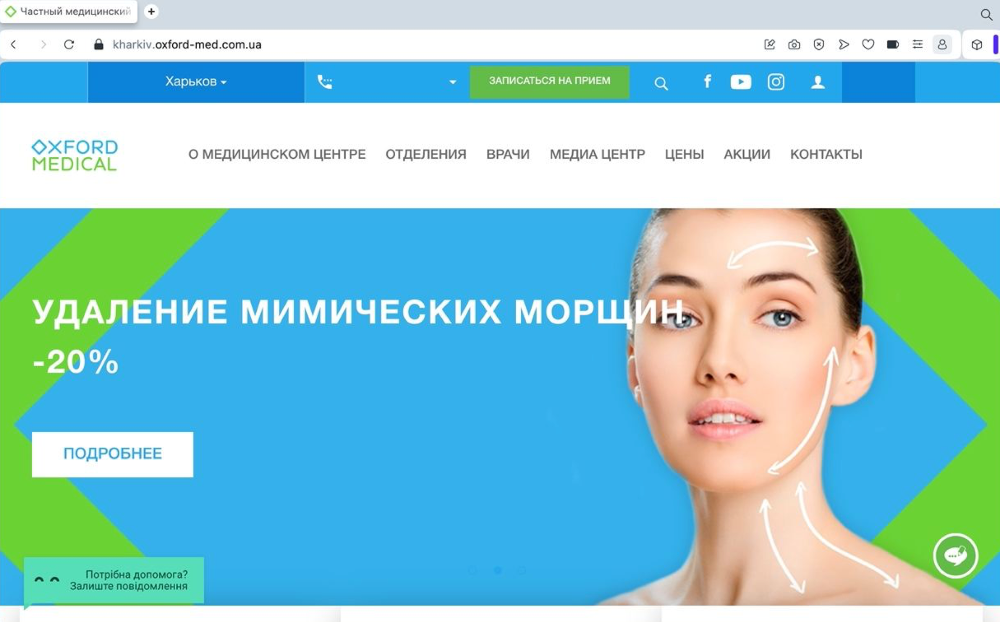 Частный медицинский
kharkiv.oxford-med.com.ua
Харьков
ЗАПИСАТЬСЯ НА ПРИЕМ
OXFORD
MEDICAL
О МЕДИЦИНСКОМ ЦЕНТРЕ
ОТДЕЛЕНИЯ
ВРАЧИ
МЕДИА ЦЕНТР
ЦЕНЫ
АКЦИИ
КОНТАКТЫ
УДАЛЕНИЕ МИМИЧЕСКИХ МОРЩИН
-20%
ПОДРОБНЕЕ
Потрібна допомога?
Залиште повідомлення